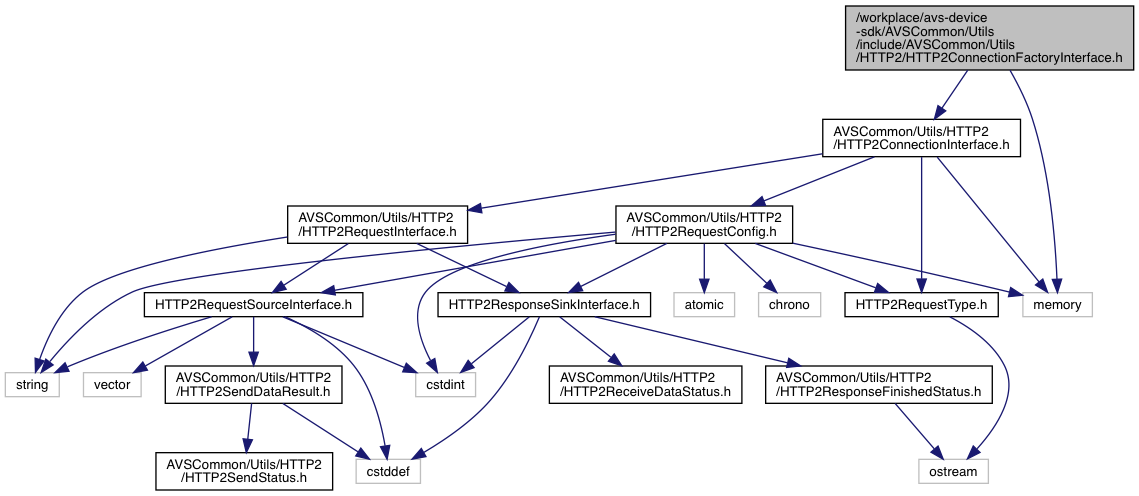 /workplace/avs-device
-sdk/AVSCommon/Utils
/include/AVSCommon/Utils
/HTTP2/HTTP2ConnectionFactoryInterface.h
AVSCommon/Utils/HTTP2
/HTTP2ConnectionInterface.h
AVSCommon/Utils/HTTP2
/HTTP2RequestInterface.h
AVSCommon/Utils/HTTP2
/HTTP2RequestConfig.h
HTTP2RequestSourceInterface.h
HTTP2ResponseSinkInterface.h
atomic
chrono
HTTP2RequestType.h
memory
string
vector
AVSCommon/Utils/HTTP2
/HTTP2SendDataResult.h
cstdint
AVSCommon/Utils/HTTP2
/HTTP2ReceiveDataStatus.h
AVSCommon/Utils/HTTP2
/HTTP2ResponseFinishedStatus.h
AVSCommon/Utils/HTTP2
/HTTP2SendStatus.h
cstddef
ostream